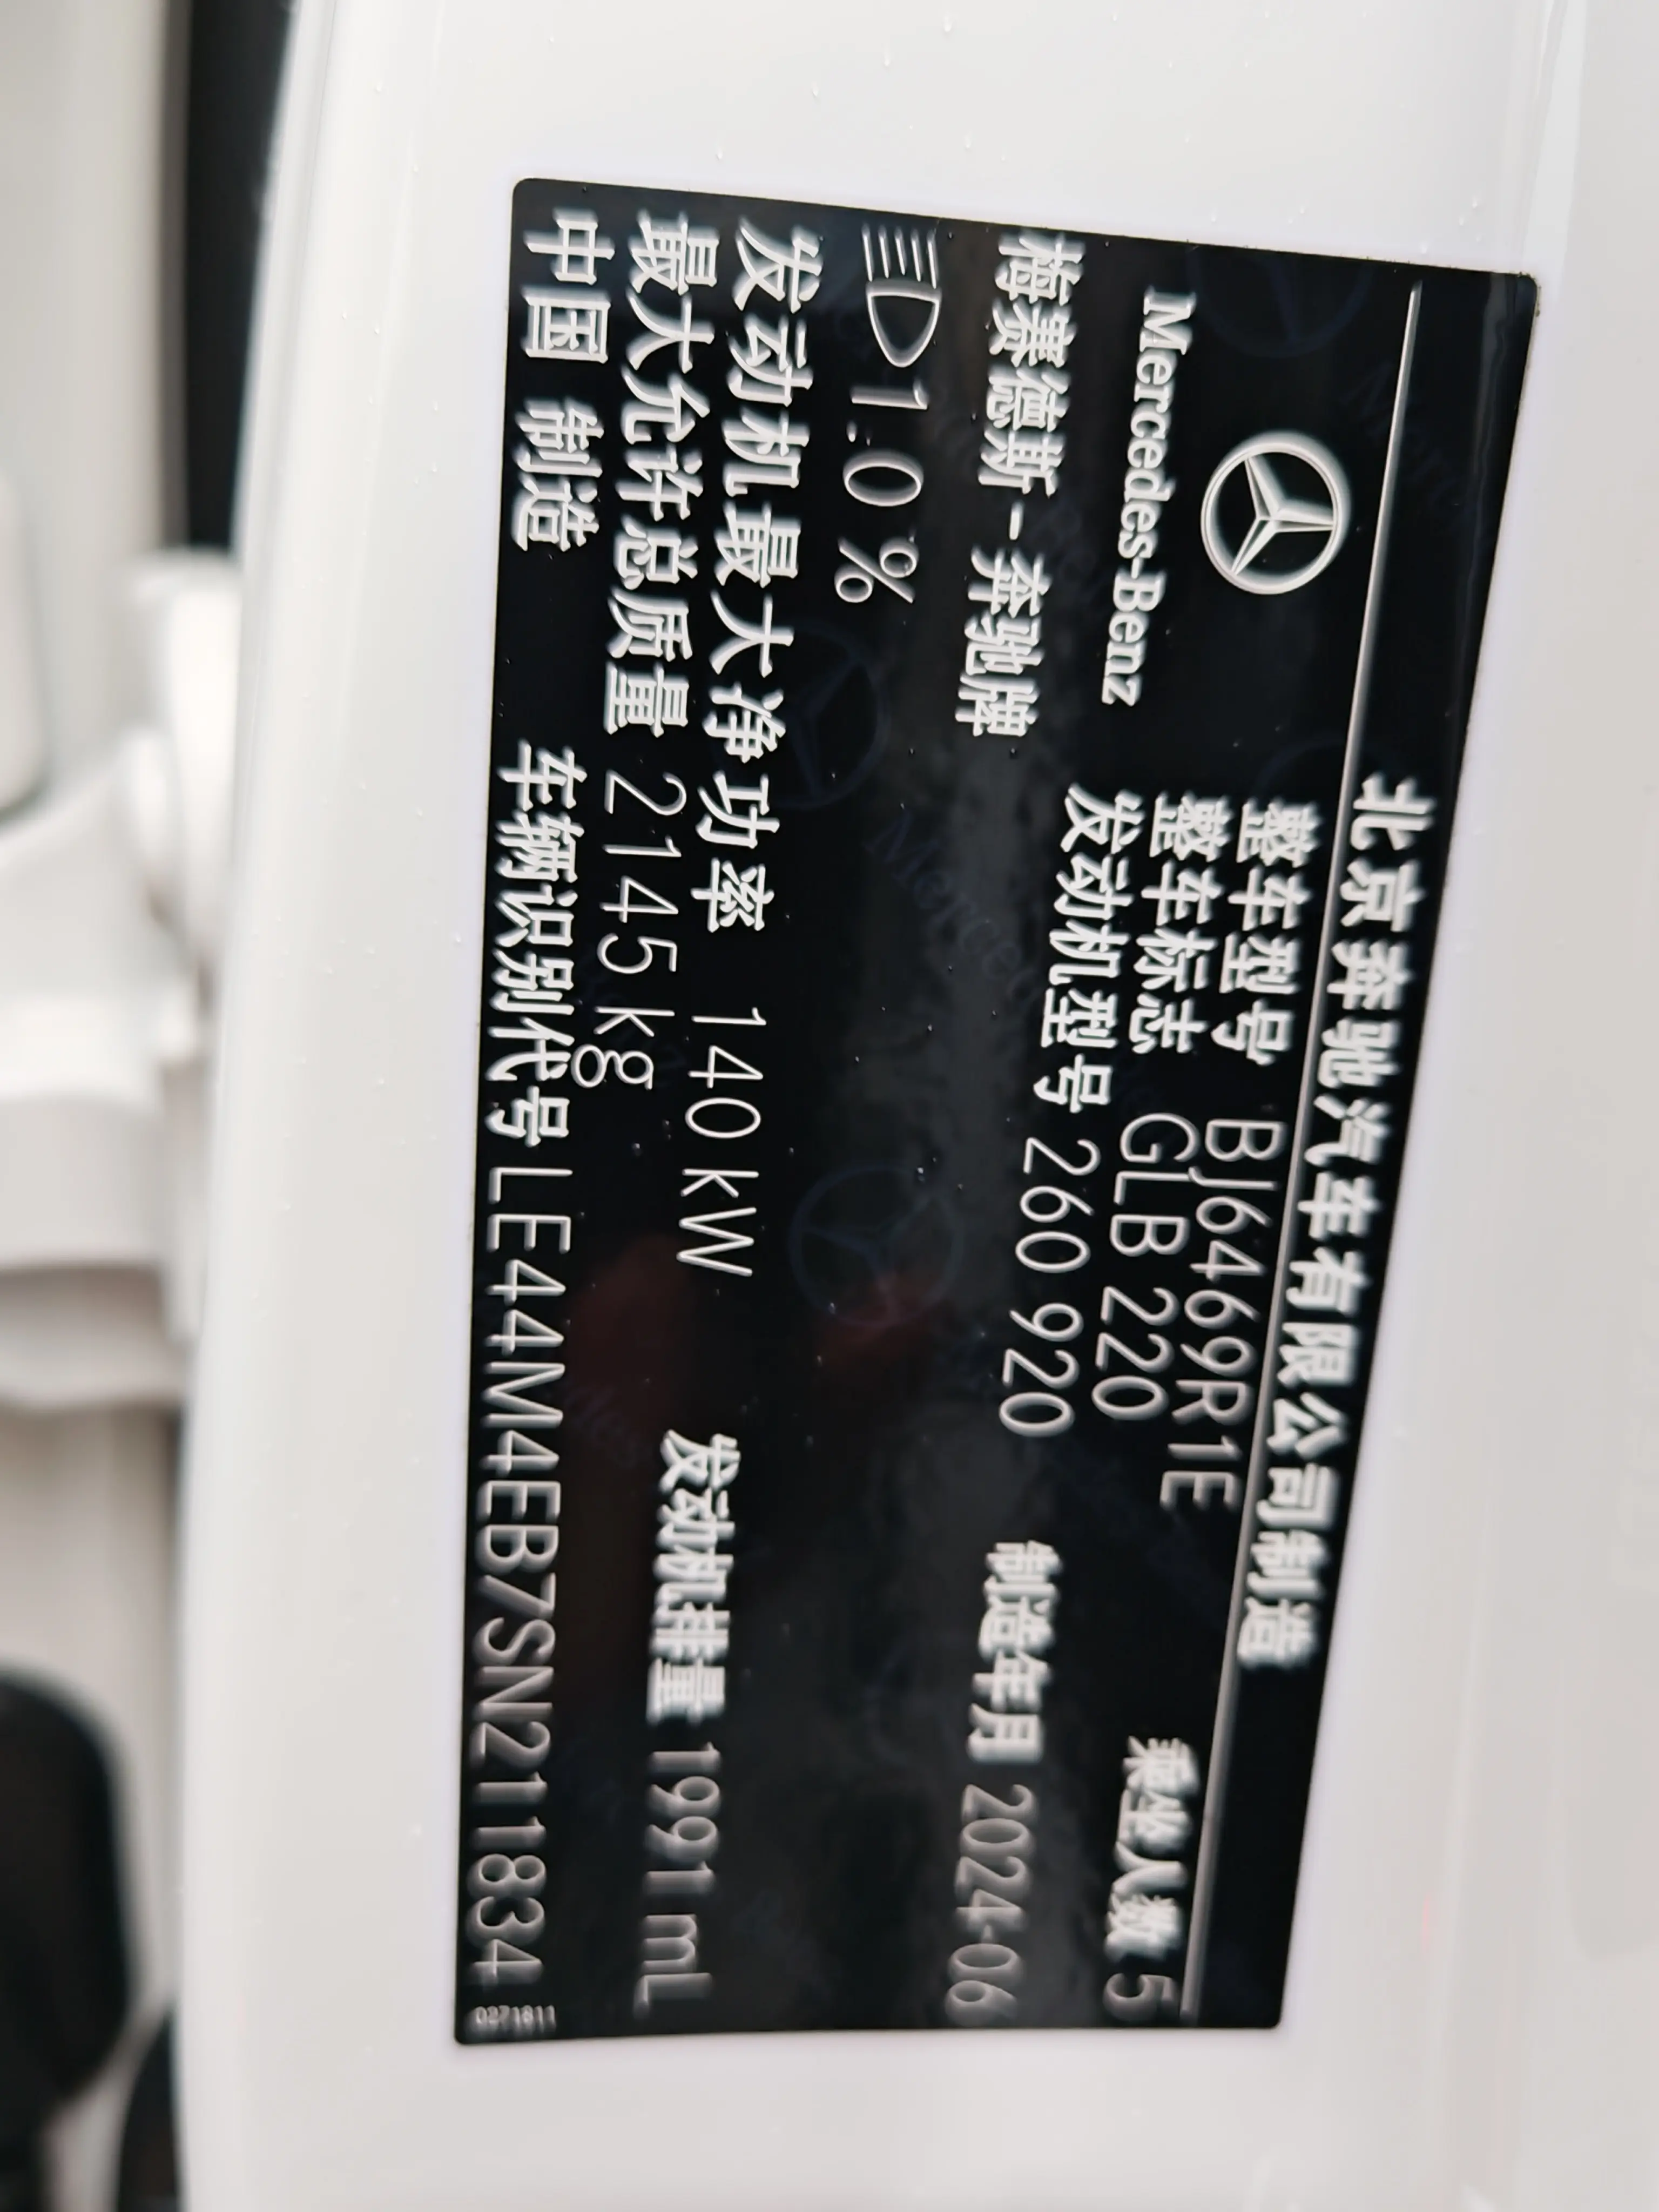 北京奔驰汽车有限公司制造
整车型号 BJ6469R1E
乘坐人数 5
Mercedes-Benz
整车标志 GLB 220
梅赛德斯-奔驰牌
发动机型号 260 920
制造年月 2024-06
1.0 %
发动机最大净功率 140 kW
发动机排量 1991 mL
最大允许总质量 2145 kg
中国 制造
车辆识别代号 LE44M4EB7SN211834
0271811